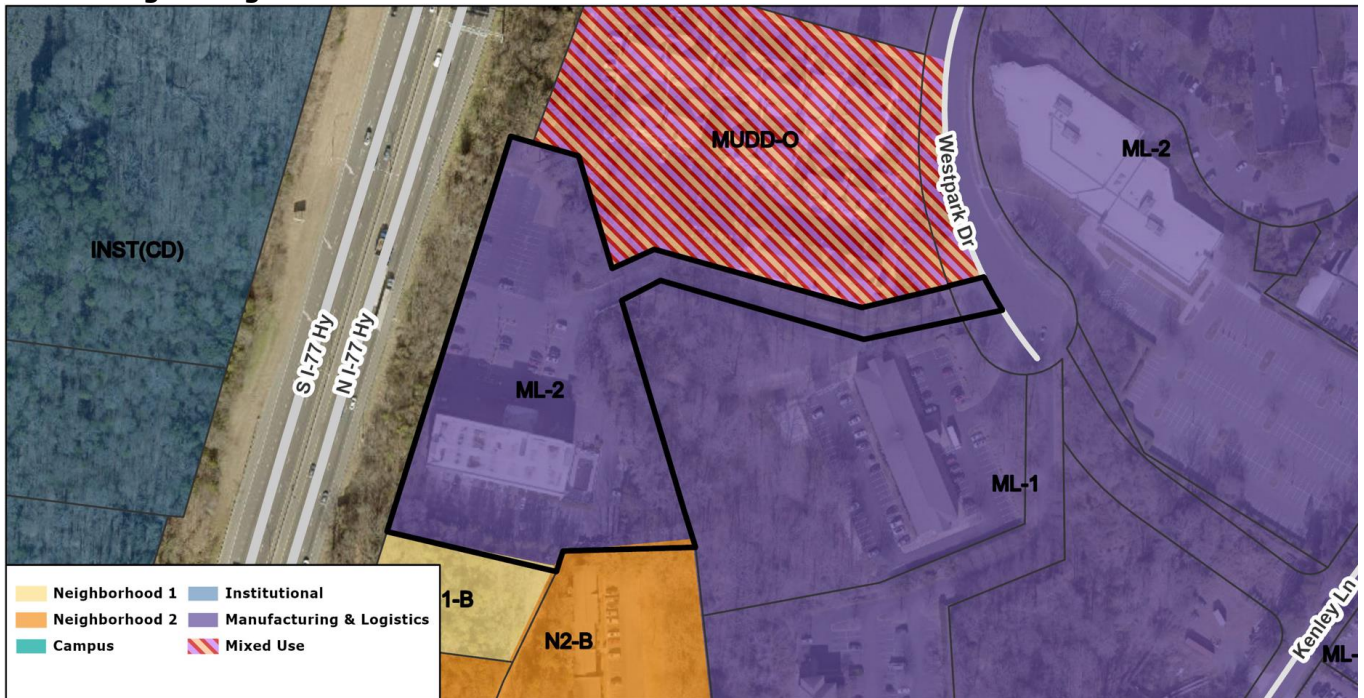 MUDD-O
ML-2
Westpark Dr
INST(CD)
S I-77 Hy
N I-77 Hy
ML-2
ML-1
Neighborhood 1
Institutional
Neighborhood 2
Manufacturing & Logistics
Campus
Mixed Use
1-B
N2-B
Kenley Ln
ML-